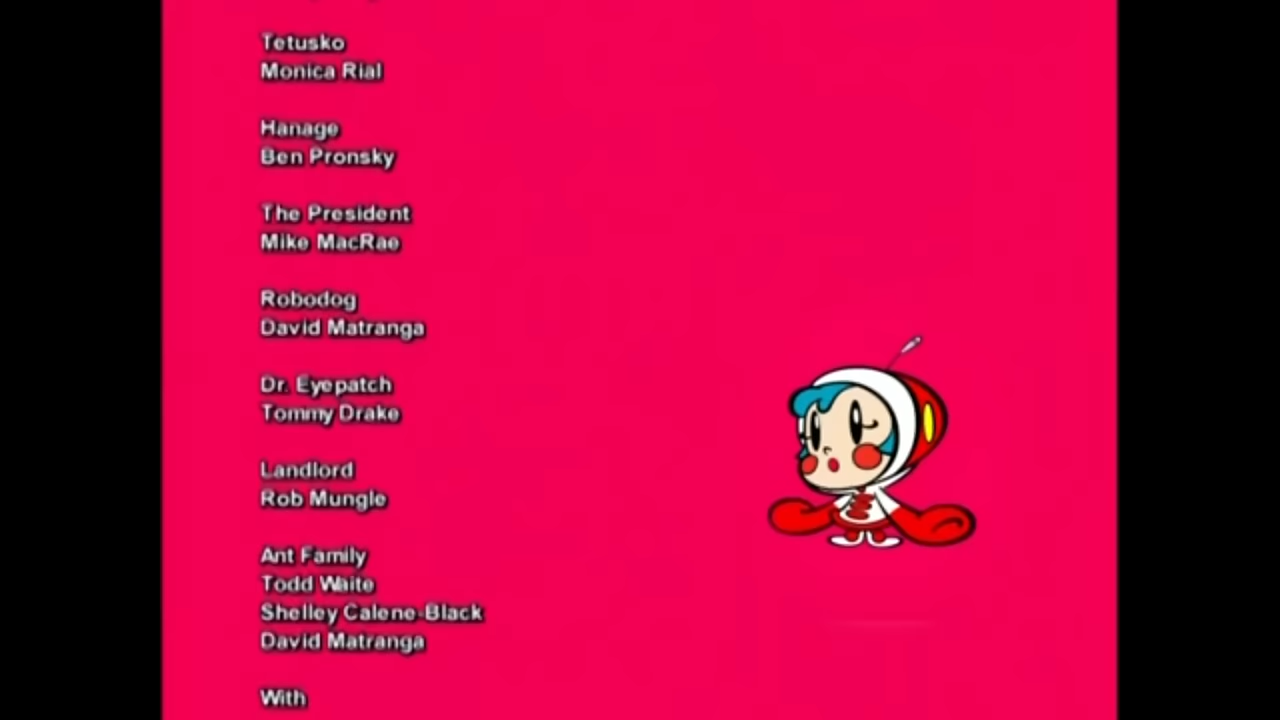 Tetusko
Monica Rial
Hanage
Ben Pronsky
The President
Mike MacRae
Robodog
David Matranga
Dr. Eyepatch
Tommy Drake
Landlord
Rob Mungle
Ant Family
Todd Waite
Shelley Calene-Black
David Matranga
With